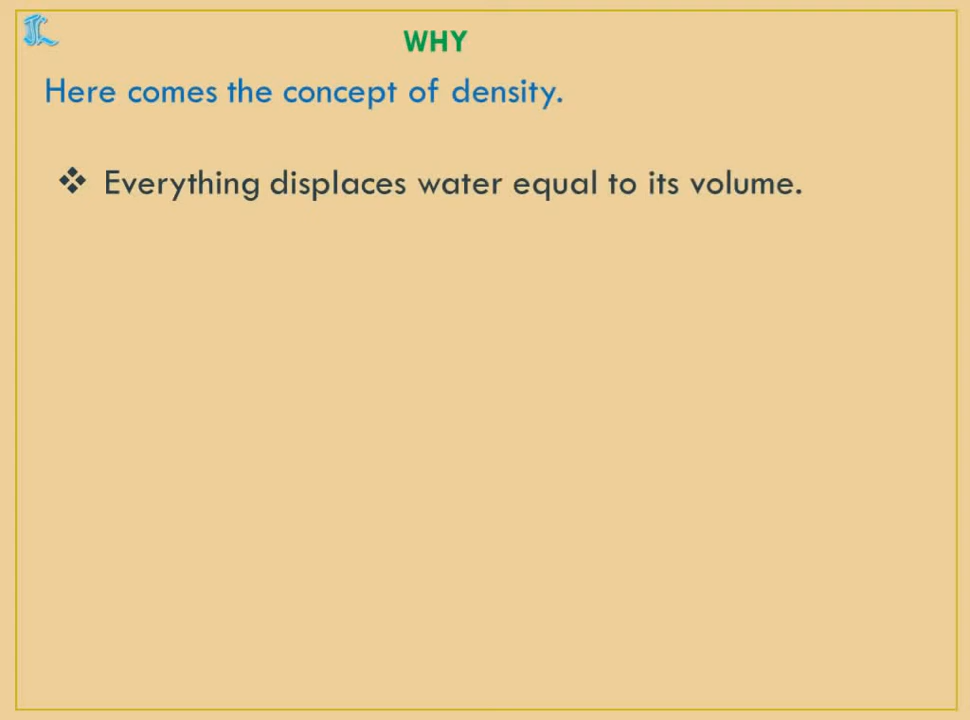 WHY
Here comes the concept of density.
❖ Everything displaces water equal to its volume.